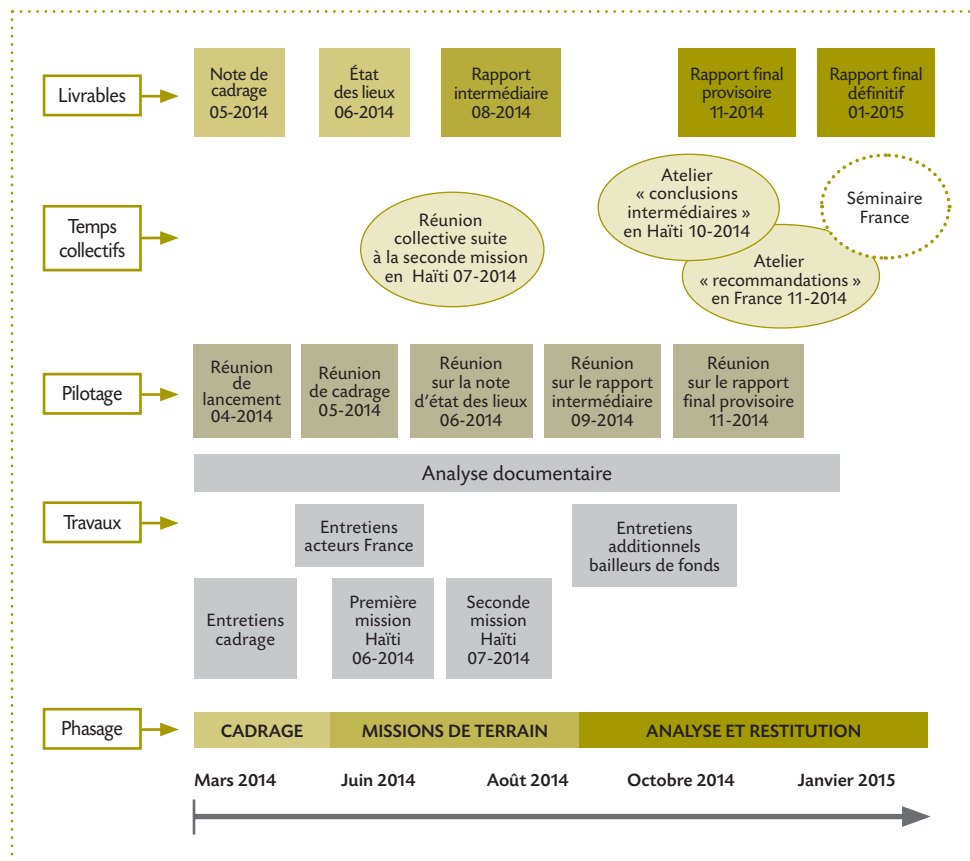 Livrables
Note de
cadrage
05-2014
État
des lieux
06-2014
Rapport
intermédiaire
08-2014
Rapport final
provisoire
11-2014
Rapport final
définitif
01-2015
Temps
collectifs
Réunion
collective suite
à la seconde mission
en Haïti 07-2014
Atelier
« conclusions
intermédiaires »
en Haïti 10-2014
Atelier
« recommandations »
en France 11-2014
Séminaire
France
Pilotage
Réunion
de
lancement
04-2014
Réunion
de cadrage
05-2014
Réunion
sur la note
d'état des lieux
06-2014
Réunion
sur le rapport
intermédiaire
09-2014
Réunion
sur le rapport
final provisoire
11-2014
Travaux
Analyse documentaire
Entretiens
acteurs France
Entretiens
additionnels
bailleurs de fonds
Entretiens
cadrage
Première
mission
Haïti
06-2014
Seconde
mission
Haïti
07-2014
Phasage
CADRAGE
MISSIONS DE TERRAIN
ANALYSE ET RESTITUTION
Mars 2014
Juin 2014
Août 2014
Octobre 2014
Janvier 2015